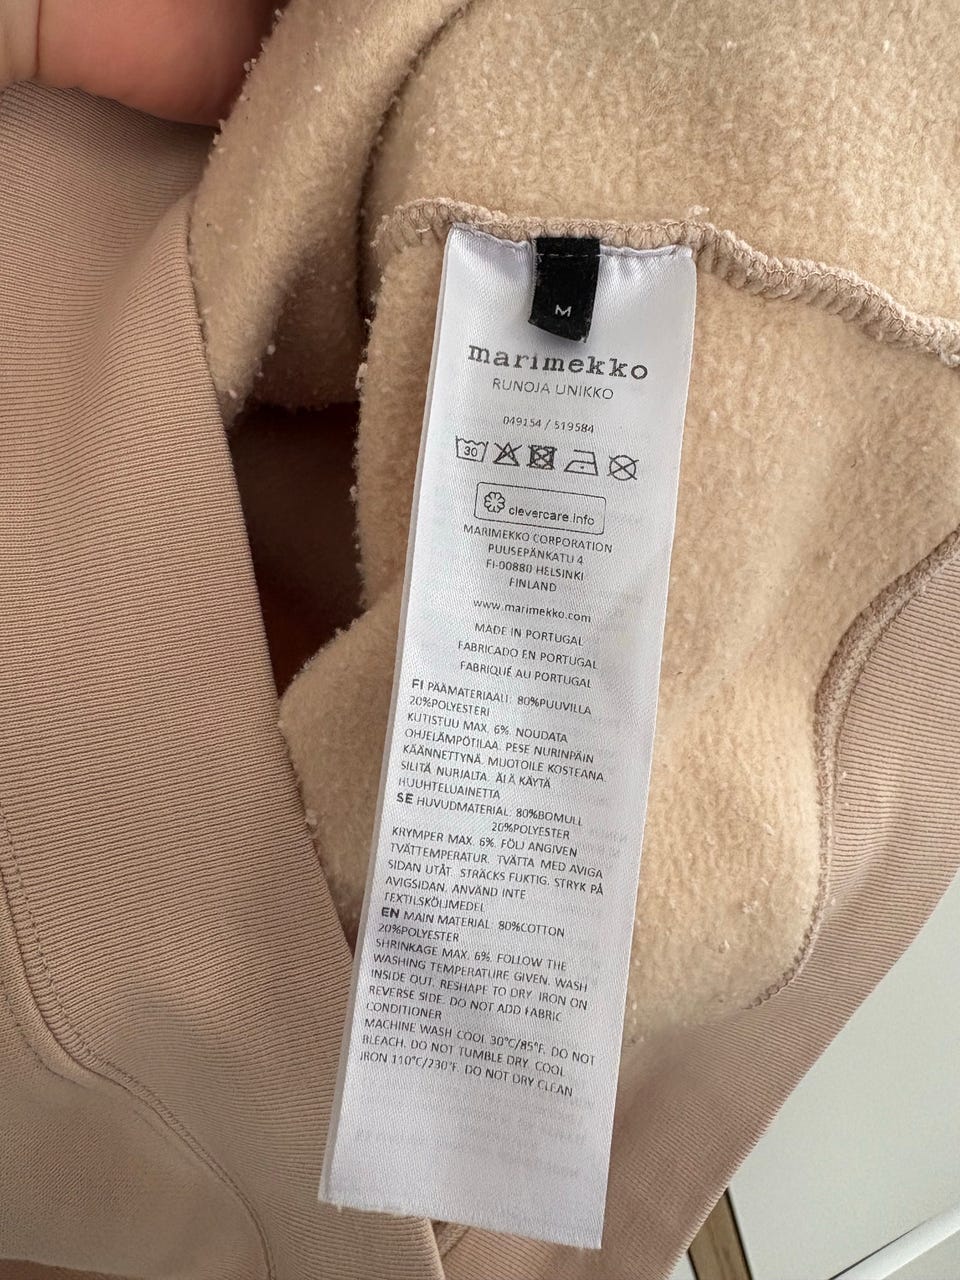 M
marimekko
RUNOJA UNIKKO
049154 / 519584
30
clevercare.info
MARIMEKKO CORPORATION
PUUSEPÄNKATU 4
FI-00880 HELSINKI
FINLAND
www.marimekko.com
MADE IN PORTUGAL
FABRICADO EN PORTUGAL
FABRIQUÉ AU PORTUGAL
FI PÄÄMATERIAALI: 80%PUUVILLA
20%POLYESTERI
KUTISTUU MAX. 6%. NOUDATA
OHJELÄMPÖTILAA. PESE NURINPÄIN
KÄÄNNETTYNÄ. MUOTOILE KOSTEANA.
SILITÄ NURJALTA. ÄLÄ KÄYTÄ
HUUHTELUAINETTA
SE HUVUDMATERIAL: 80%BOMULL
20%POLYESTER
KRYMPER MAX. 6%. FÖLJ ANGIVEN
TVÄTTEMPERATUR. TVÄTTA MED AVIGA
SIDAN UTÅT. STRÄCKS FUKTIG. STRYK PÅ
AVIGSIDAN. ANVÄND INTE
TEXTILSKÖLJMEDEL
EN MAIN MATERIAL: 80%COTTON
20%POLYESTER
SHRINKAGE MAX. 6%. FOLLOW THE
WASHING TEMPERATURE GIVEN. WASH
INSIDE OUT. RESHAPE TO DRY. IRON ON
REVERSE SIDE. DO NOT ADD FABRIC
CONDITIONER
MACHINE WASH COOL 30°C/85°F. DO NOT
BLEACH. DO NOT TUMBLE DRY. COOL
IRON 110°C/230°F. DO NOT DRY CLEAN